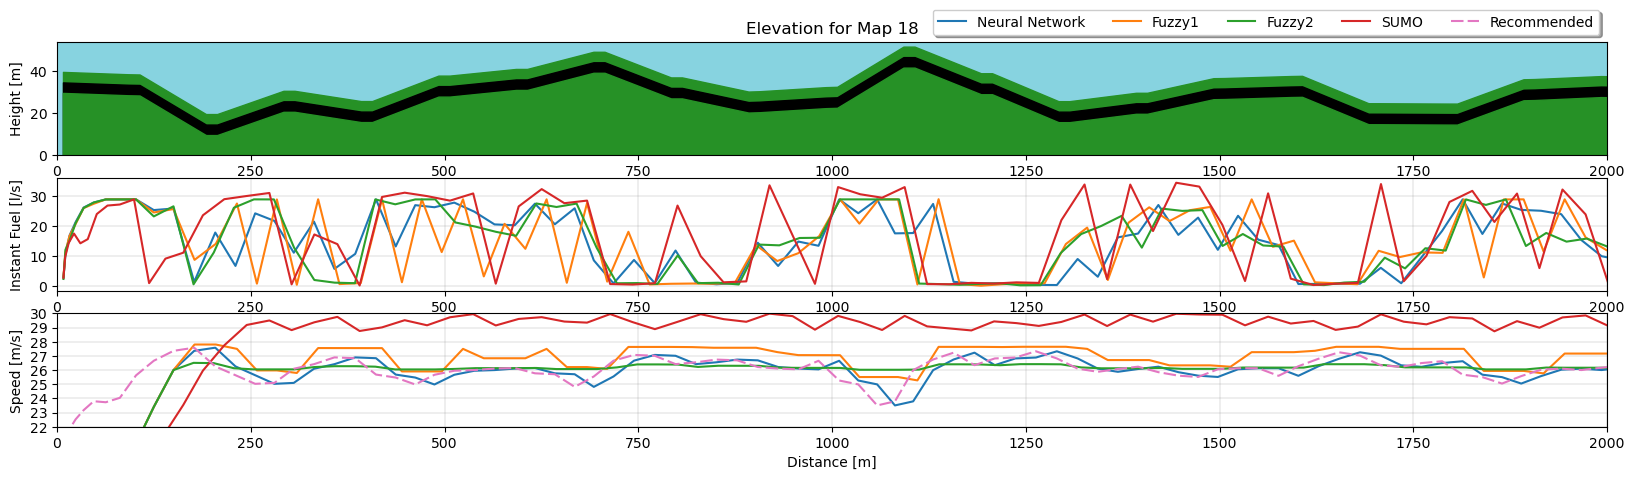 Elevation for Map 18
Neural Network Fuzzy1 Fuzzy2 SUMO Recommended
Height [m]
40
20
0
0 250 500 750 1000 1250 1500 1750 2000
Instant Fuel [l/s]
30
20
10
0
0 250 500 750 1000 1250 1500 1750 2000
Speed [m/s]
30
29
28
27
26
25
24
23
22
0 250 500 750 1000 1250 1500 1750 2000
Distance [m]